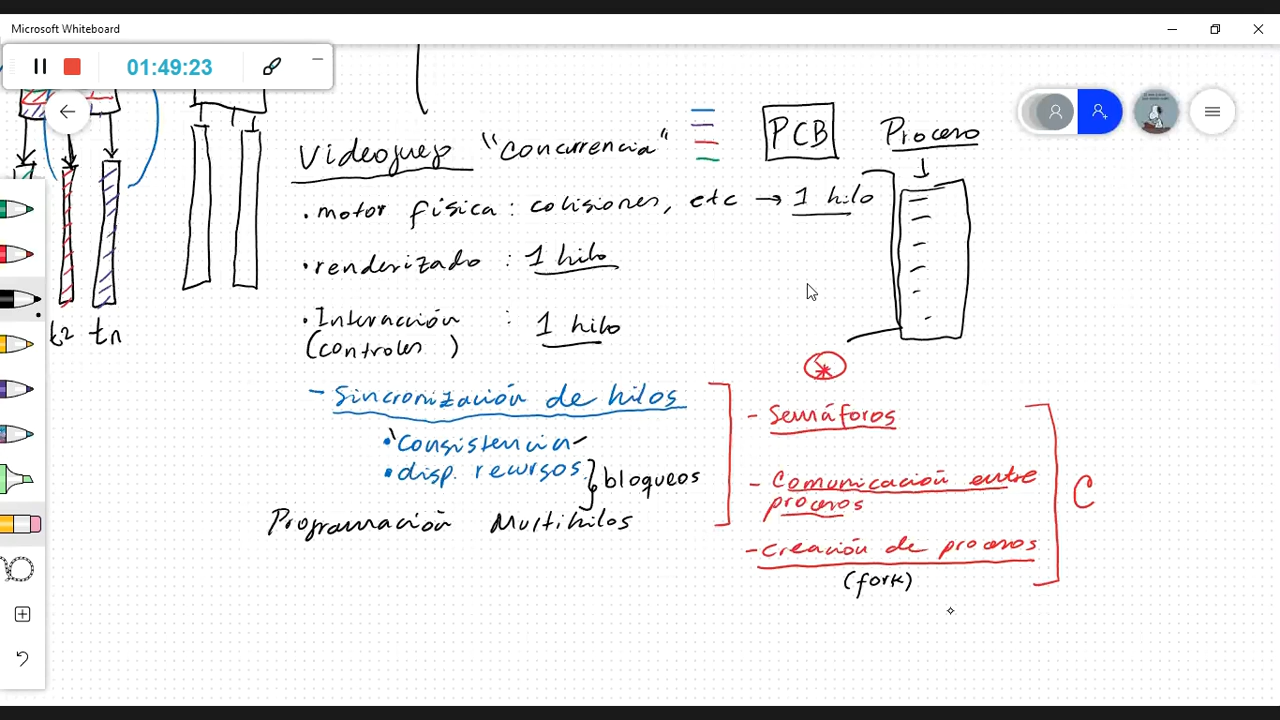 Microsoft Whiteboard
01:49:23
Videojuego "concurrencia"
PCB
Proceso
• motor física : colisiones, etc → 1 hilo
• renderizado : 1 hilo
• Interacción : 1 hilo
(controles )
t2 tn
- Sincronización de hilos
• Consistencia
• disp. recursos } bloqueos
Programación Multihilos
- Semáforos
- Comunicación entre
procesos
- Creación de procesos
(fork)
C